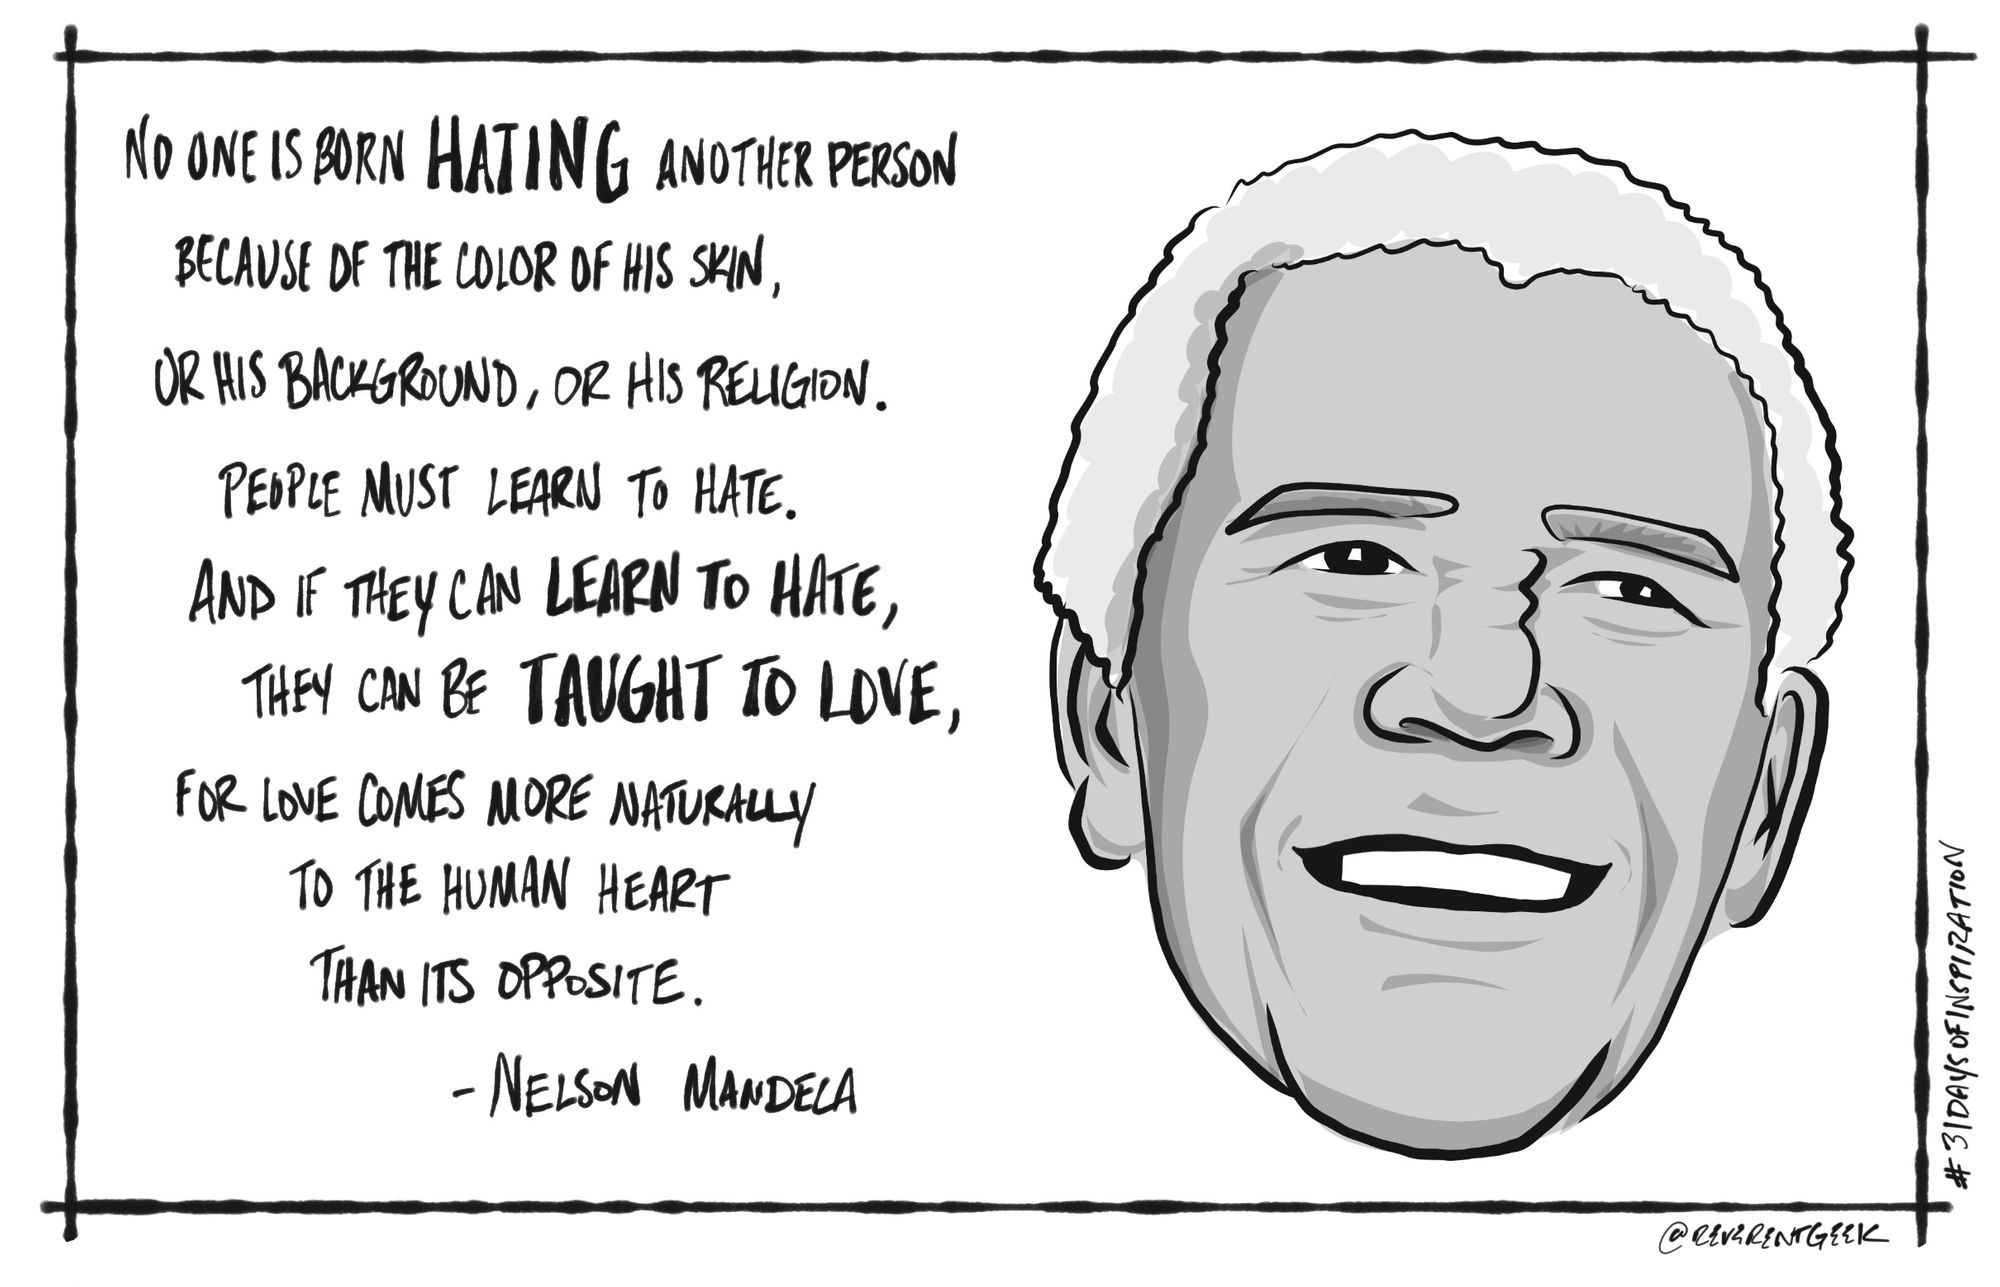 NO ONE IS BORN HATING ANOTHER PERSON
BECAUSE OF THE COLOR OF HIS SKIN,
OR HIS BACKGROUND, OR HIS RELIGION.
PEOPLE MUST LEARN TO HATE.
AND IF THEY CAN LEARN TO HATE,
THEY CAN BE TAUGHT TO LOVE,
FOR LOVE COMES MORE NATURALLY
TO THE HUMAN HEART
THAN ITS OPPOSITE.
- NELSON MANDELA
#31DAYSOFINSPIRATION
@REVERENTGEEK